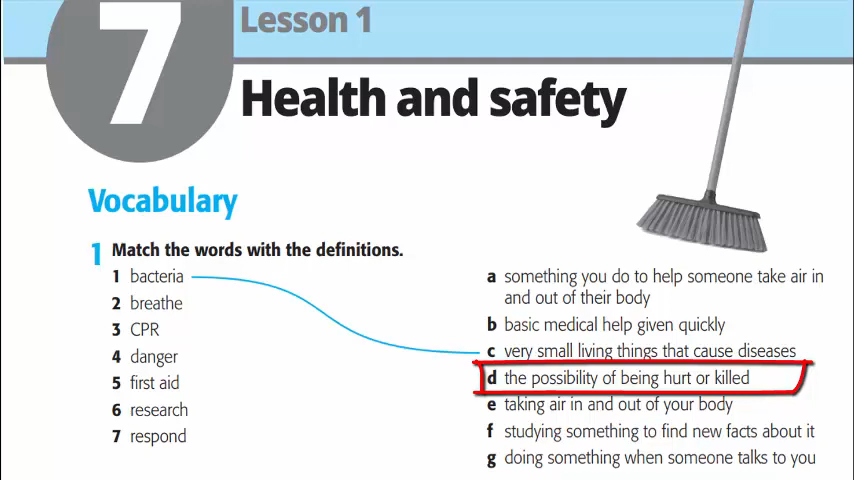 7
Lesson 1
Health and safety
Vocabulary
1 Match the words with the definitions.
1 bacteria
2 breathe
3 CPR
4 danger
5 first aid
6 research
7 respond
a something you do to help someone take air in
and out of their body
b basic medical help given quickly
c very small living things that cause diseases
d the possibility of being hurt or killed
e taking air in and out of your body
f studying something to find new facts about it
g doing something when someone talks to you